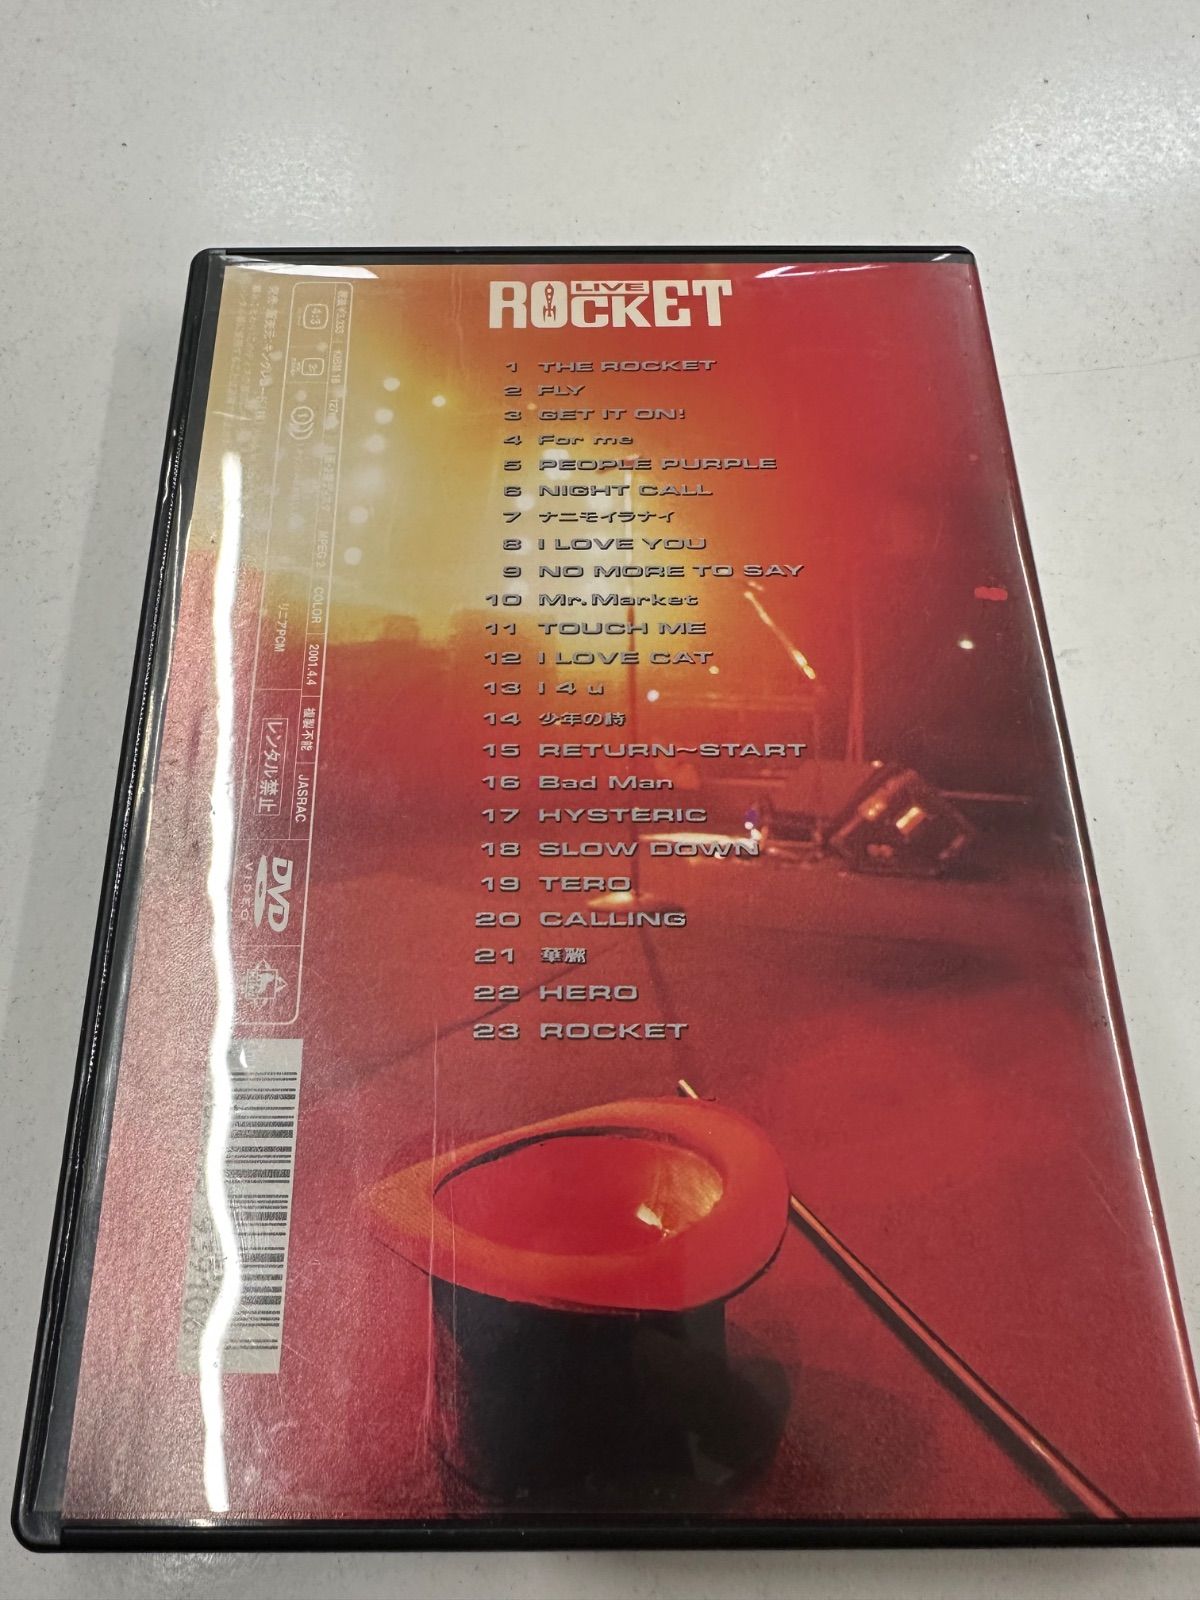 LIVE
ROCKET
1 THE ROCKET
2 FLY
3 GET IT ON!
4 For me
5 PEOPLE PURPLE
6 NIGHT CALL
7 ナニモイラナイ
8 I LOVE YOU
9 NO MORE TO SAY
10 Mr.Market
11 TOUCH ME
12 I LOVE CAT
13 I 4 u
14 少年の詩
15 RETURN~START
16 Bad Man
17 HYSTERIC
18 SLOW DOWN
19 TERO
20 CALLING
21 華激
22 HERO
23 ROCKET
4:3
MPEG 2
COLOR
2001.4.4
複製不能
JASRAC
リニアPCM
レンタル禁止
DVD
VIDEO